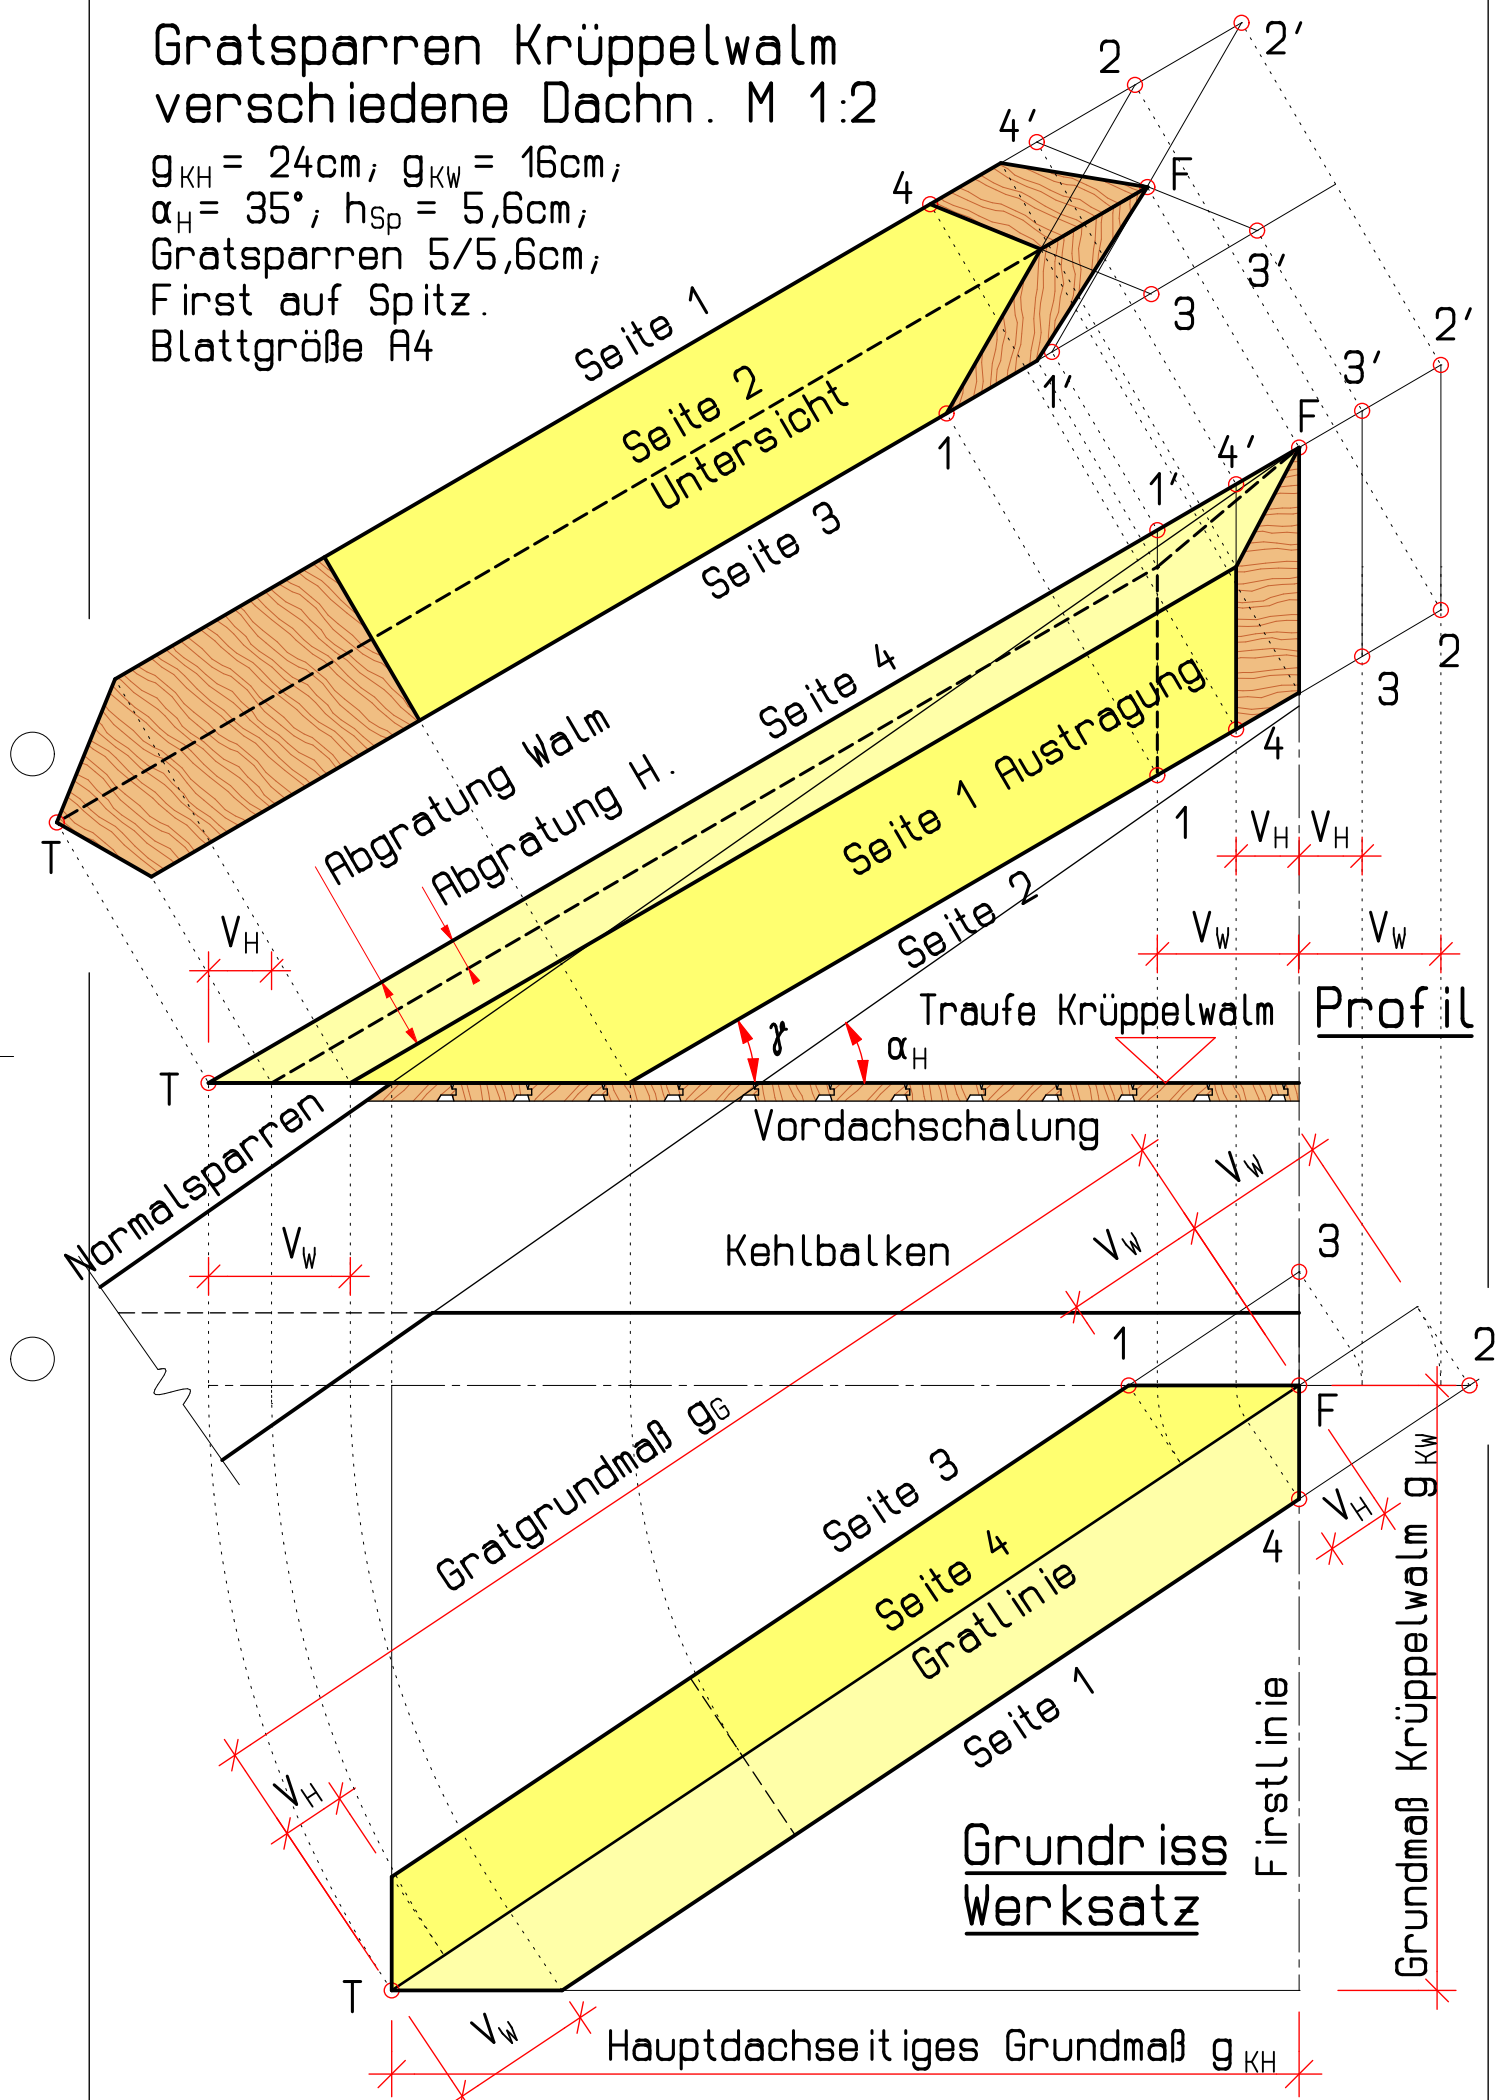 Gratsparren Krüppelwalm
verschiedene Dachn. M 1:2
gKH = 24cm; gKW = 16cm;
αH = 35°; hSp = 5,6cm;
Gratsparren 5/5,6cm;
First auf Spitz.
Blattgröße A4
2
2'
4'
F
4
3'
3
1'
1
Seite 1
Seite 2
Untersicht
Seite 3
T
2'
3'
F
4'
1'
2
3
4
1
Seite 4
Seite 1 Austragung
Seite 2
Abgratung Walm
Abgratung H.
VH
VH
VH
VW
VW
Traufe Krüppelwalm
Profil
γ
αH
T
Vordachschalung
Normalsparren
VW
Kehlbalken
VW
VW
3
1
2
F
4
VH
Gratgrundmaß gG
Seite 3
Seite 4
Gratlinie
Seite 1
Firstlinie
Grundmaß Krüppelwalm gKW
VH
Grundriss
Werksatz
T
VW
Hauptdachseitiges Grundmaß gKH